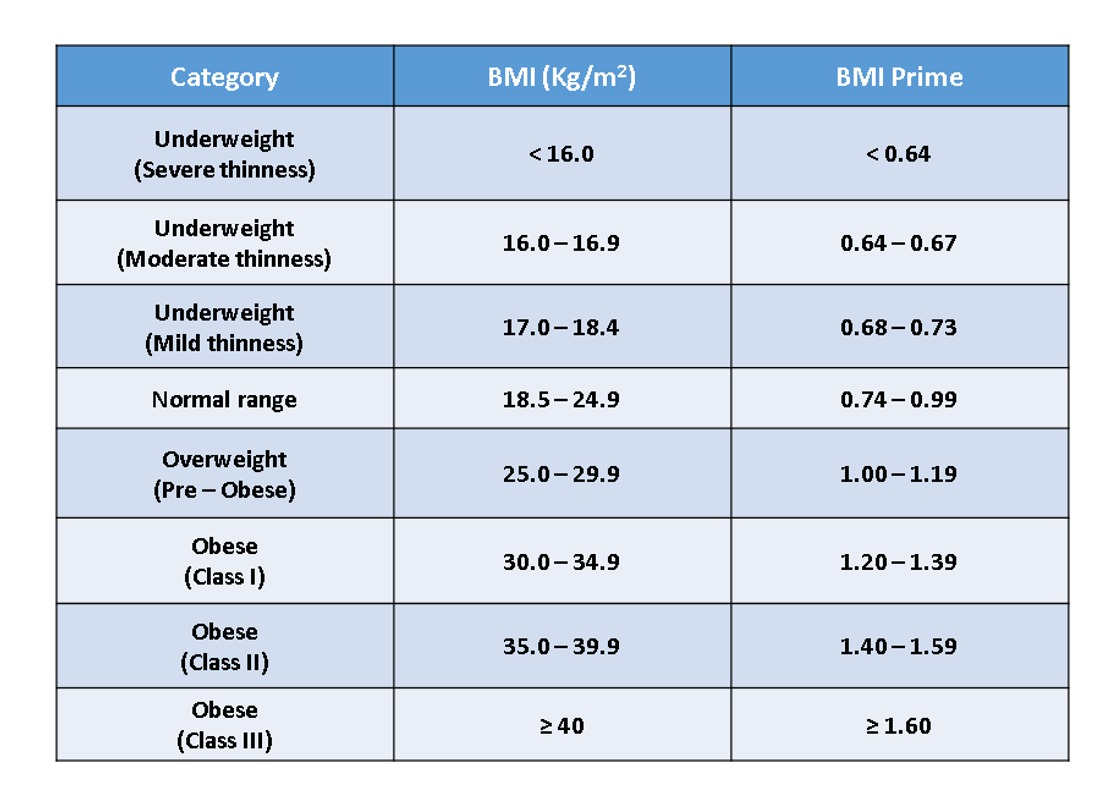 Category BMI (Kg/m²) BMI Prime
Underweight
(Severe thinness) < 16.0 < 0.64
Underweight
(Moderate thinness) 16.0 – 16.9 0.64 – 0.67
Underweight
(Mild thinness) 17.0 – 18.4 0.68 – 0.73
Normal range 18.5 – 24.9 0.74 – 0.99
Overweight
(Pre – Obese) 25.0 – 29.9 1.00 – 1.19
Obese
(Class I) 30.0 – 34.9 1.20 – 1.39
Obese
(Class II) 35.0 – 39.9 1.40 – 1.59
Obese
(Class III) ≥ 40 ≥ 1.60